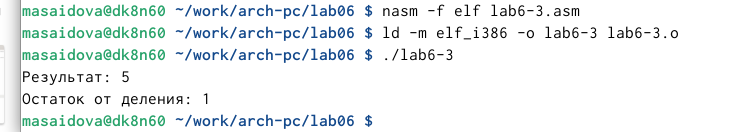 masaidova@dk8n60 ~/work/arch-pc/lab06 $ nasm -f elf lab6-3.asm
masaidova@dk8n60 ~/work/arch-pc/lab06 $ ld -m elf_i386 -o lab6-3 lab6-3.o
masaidova@dk8n60 ~/work/arch-pc/lab06 $ ./lab6-3
Результат: 5
Остаток от деления: 1
masaidova@dk8n60 ~/work/arch-pc/lab06 $